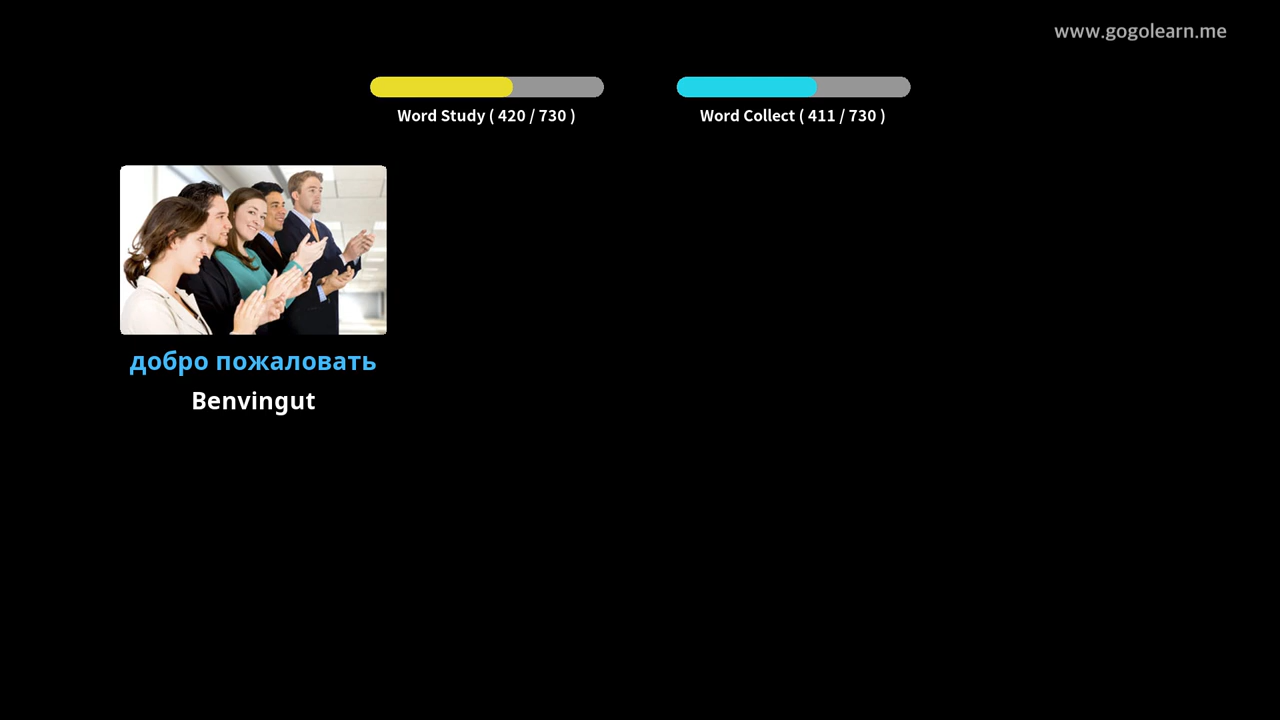 www.gogolearn.me
Word Study ( 420 / 730 )
Word Collect ( 411 / 730 )
добро пожаловать
Benvingut